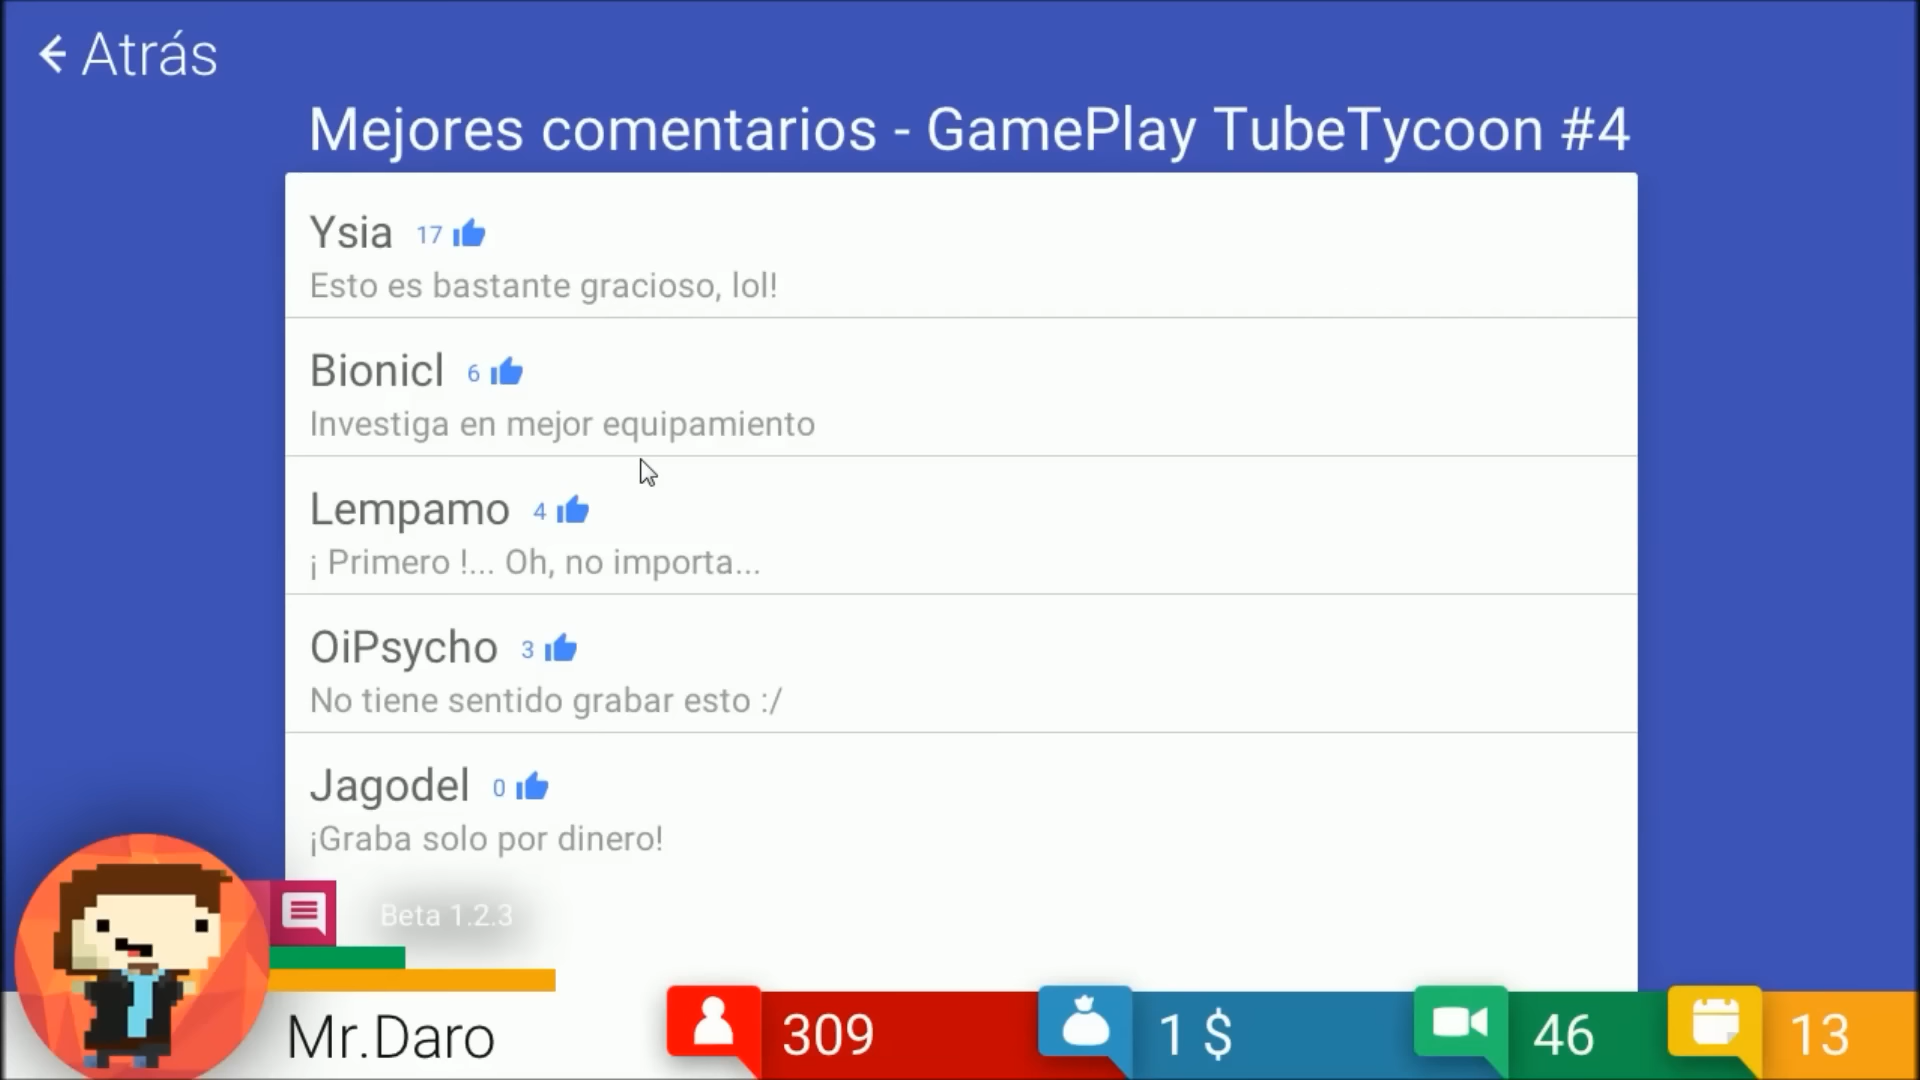 Atrás
Mejores comentarios - GamePlay TubeTycoon #4
Ysia 17
Esto es bastante gracioso, lol!
Bionicl 6
Investiga en mejor equipamiento
Lempamo 4
¡ Primero !... Oh, no importa...
OiPsycho 3
No tiene sentido grabar esto :/
Jagodel 0
¡Graba solo por dinero!
Beta 1.2.3
Mr.Daro 309 1 $ 46 13